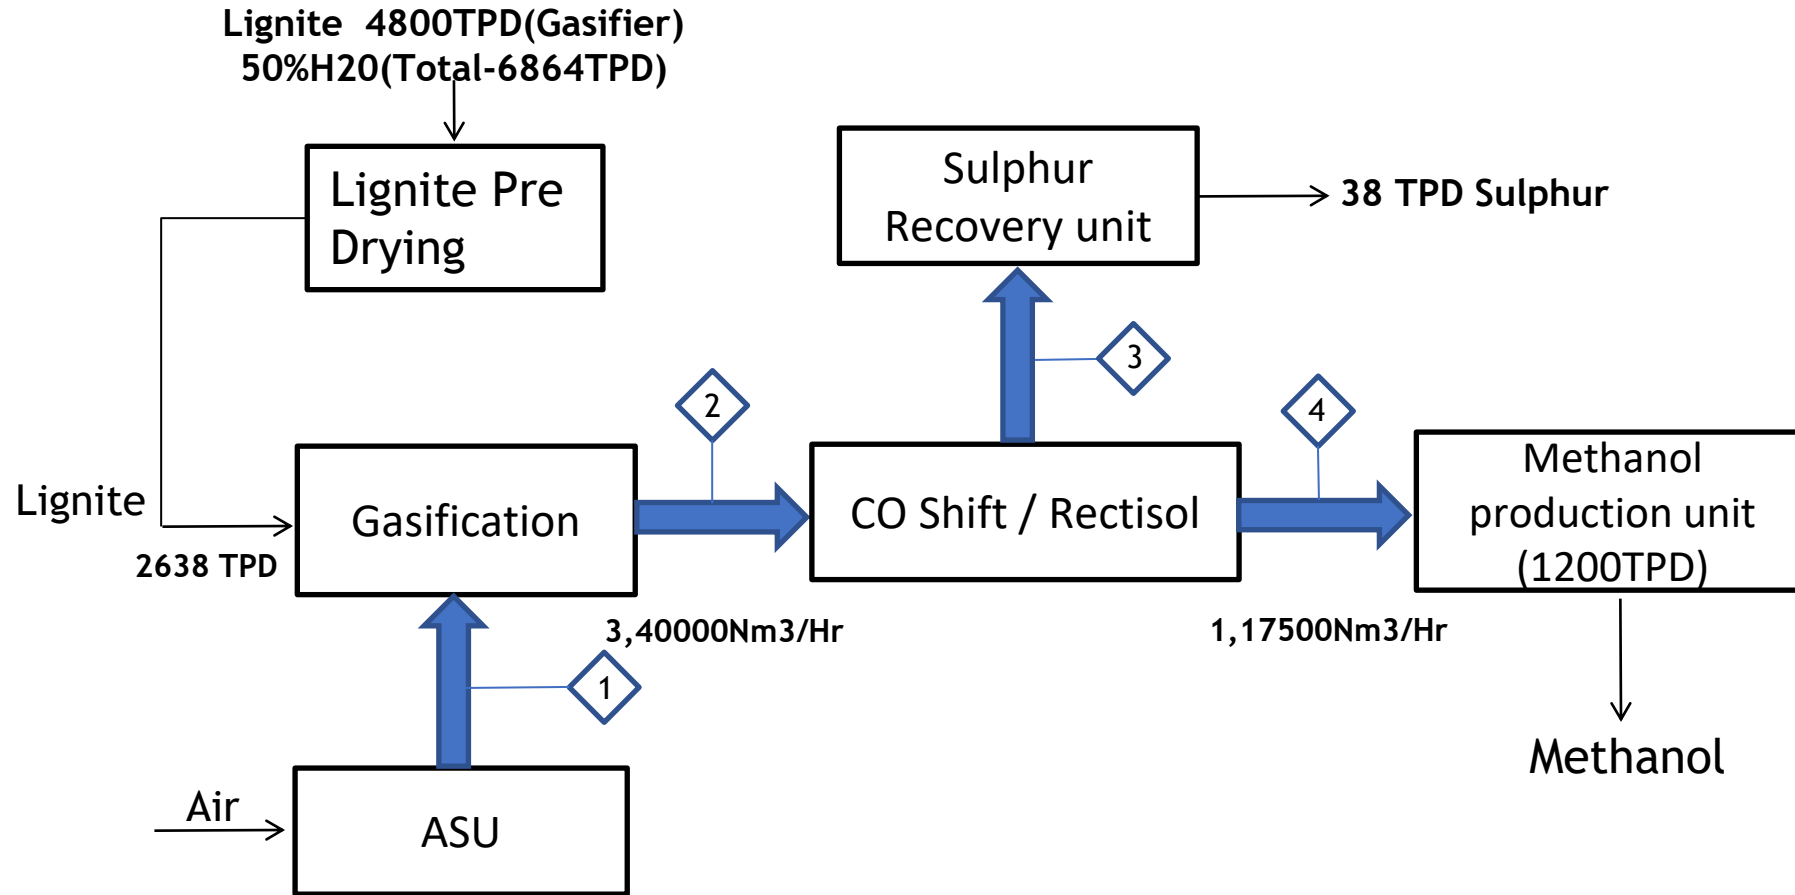 Lignite 4800TPD(Gasifier)
50%H20(Total-6864TPD)
Lignite Pre
Drying
Sulphur
Recovery unit
38 TPD Sulphur
3
2
4
Lignite
2638 TPD
Gasification
CO Shift / Rectisol
Methanol
production unit
(1200TPD)
3,40000Nm3/Hr
1,17500Nm3/Hr
1
Methanol
Air
ASU